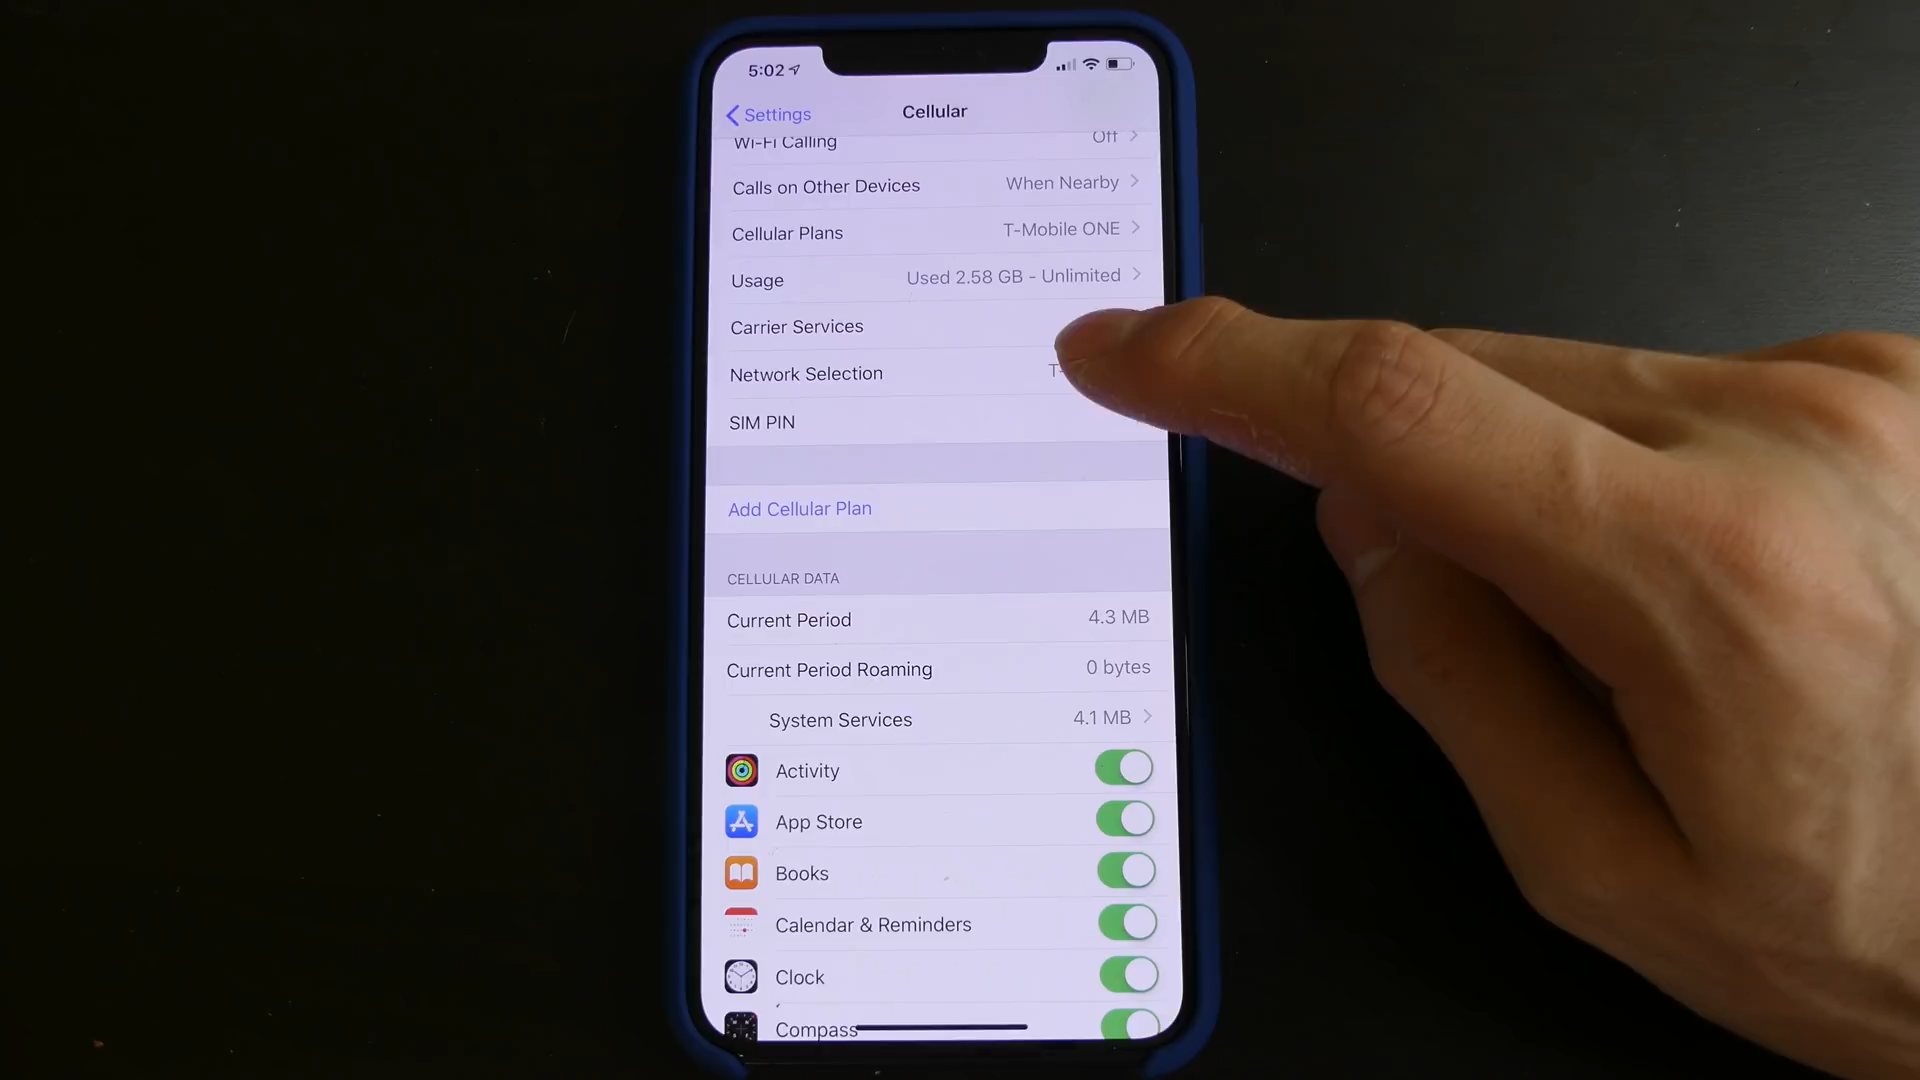 5:02
Settings
Cellular
Wi-Fi Calling Off
Calls on Other Devices When Nearby
Cellular Plans T-Mobile ONE
Usage Used 2.58 GB - Unlimited
Carrier Services
Network Selection T-
SIM PIN
Add Cellular Plan
CELLULAR DATA
Current Period 4.3 MB
Current Period Roaming 0 bytes
System Services 4.1 MB
Activity
App Store
Books
Calendar & Reminders
Clock
Compass